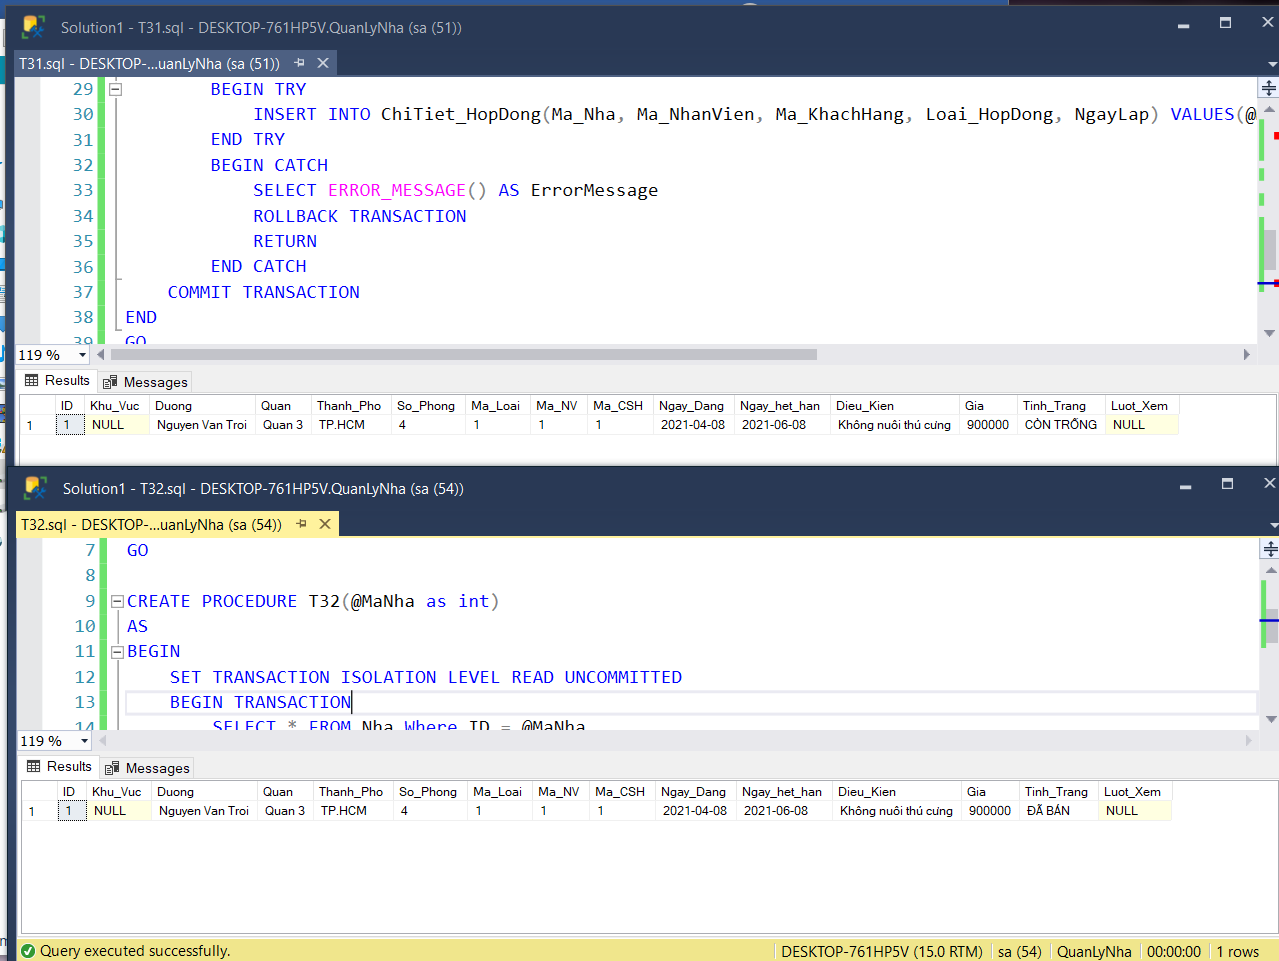 Solution1 - T31.sql - DESKTOP-761HP5V.QuanLyNha (sa (51))
T31.sql - DESKTOP-...uanLyNha (sa (51))
29 BEGIN TRY
30 INSERT INTO ChiTiet_HopDong(Ma_Nha, Ma_NhanVien, Ma_KhachHang, Loai_HopDong, NgayLap) VALUES(@
31 END TRY
32 BEGIN CATCH
33 SELECT ERROR_MESSAGE() AS ErrorMessage
34 ROLLBACK TRANSACTION
35 RETURN
36 END CATCH
37 COMMIT TRANSACTION
38 END
39 GO
119 %
Results Messages
ID Khu_Vuc Duong Quan Thanh_Pho So_Phong Ma_Loai Ma_NV Ma_CSH Ngay_Dang Ngay_het_han Dieu_Kien Gia Tinh_Trang Luot_Xem
1 1 NULL Nguyen Van Troi Quan 3 TP.HCM 4 1 1 1 2021-04-08 2021-06-08 Không nuôi thú cưng 900000 CÒN TRỐNG NULL
Solution1 - T32.sql - DESKTOP-761HP5V.QuanLyNha (sa (54))
T32.sql - DESKTOP-...uanLyNha (sa (54))
7 GO
8
9 CREATE PROCEDURE T32(@MaNha as int)
10 AS
11 BEGIN
12 SET TRANSACTION ISOLATION LEVEL READ UNCOMMITTED
13 BEGIN TRANSACTION
14 SELECT * FROM Nha Where ID = @MaNha
119 %
Results Messages
ID Khu_Vuc Duong Quan Thanh_Pho So_Phong Ma_Loai Ma_NV Ma_CSH Ngay_Dang Ngay_het_han Dieu_Kien Gia Tinh_Trang Luot_Xem
1 1 NULL Nguyen Van Troi Quan 3 TP.HCM 4 1 1 1 2021-04-08 2021-06-08 Không nuôi thú cưng 900000 ĐÃ BÁN NULL
Query executed successfully. DESKTOP-761HP5V (15.0 RTM) sa (54) QuanLyNha 00:00:00 1 rows